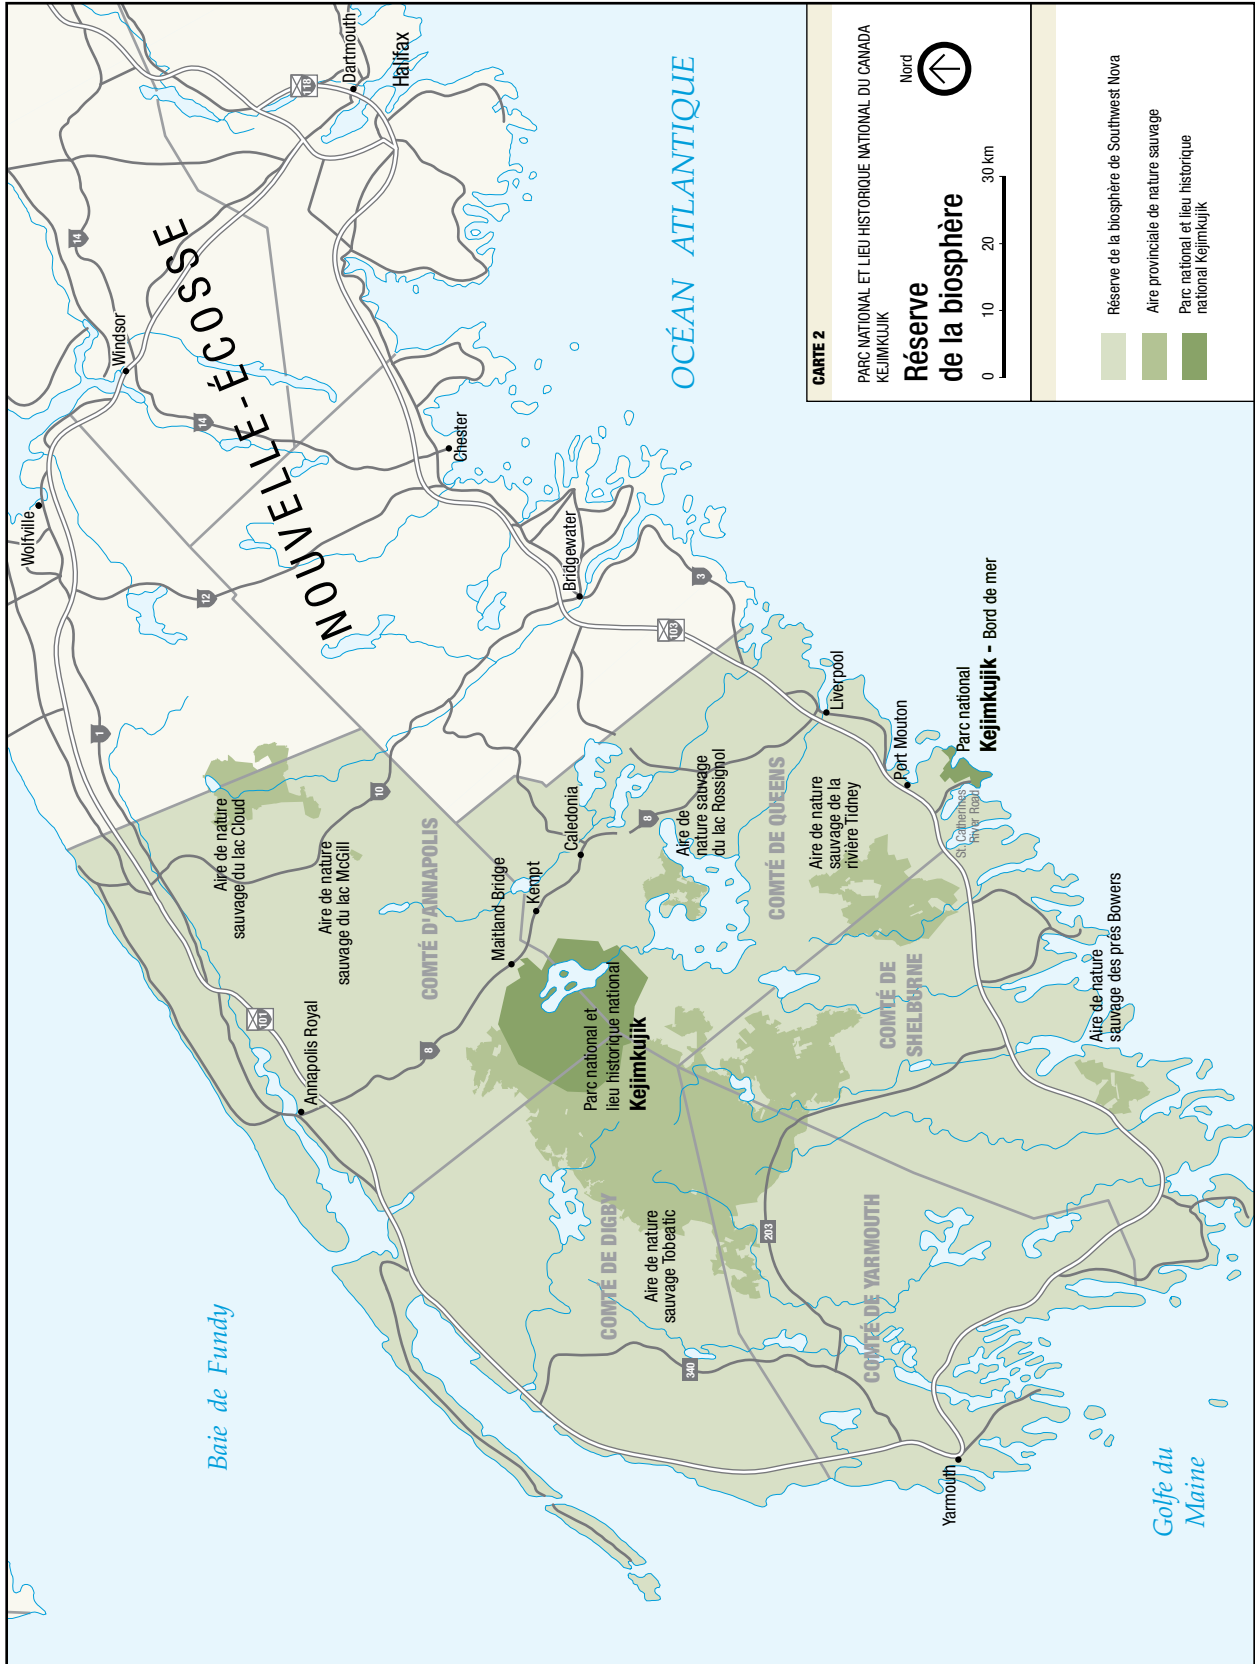 Baie de Fundy
Golfe du
Maine
OCÉAN ATLANTIQUE
NOUVELLE-ÉCOSSE
Wolfville
Windsor
Dartmouth
Halifax
Chester
Bridgewater
Liverpool
Port Mouton
Caledonia
Kempt
Maitland Bridge
Annapolis Royal
Yarmouth
1
14
14
12
118
10
101
8
8
103
3
203
340
Aire de nature
sauvage du lac Cloud
Aire de nature
sauvage du lac McGill
COMTÉ D'ANNAPOLIS
Parc national et
lieu historique national
Kejimkujik
Aire de
nature sauvage
du lac Rossignol
COMTÉ DE QUEENS
Aire de nature
sauvage de la
rivière Tidney
COMTÉ DE
SHELBURNE
Parc national
Kejimkujik - Bord de mer
St. Catherines
River Road
Aire de nature
sauvage des prés Bowers
COMTÉ DE DIGBY
Aire de nature
sauvage Tobeatic
COMTÉ DE YARMOUTH
CARTE 2
PARC NATIONAL ET LIEU HISTORIQUE NATIONAL DU CANADA
KEJIMKUJIK
Réserve
de la biosphère
Nord
0 10 20 30 km
Réserve de la biosphère de Southwest Nova
Aire provinciale de nature sauvage
Parc national et lieu historique
national Kejimkujik